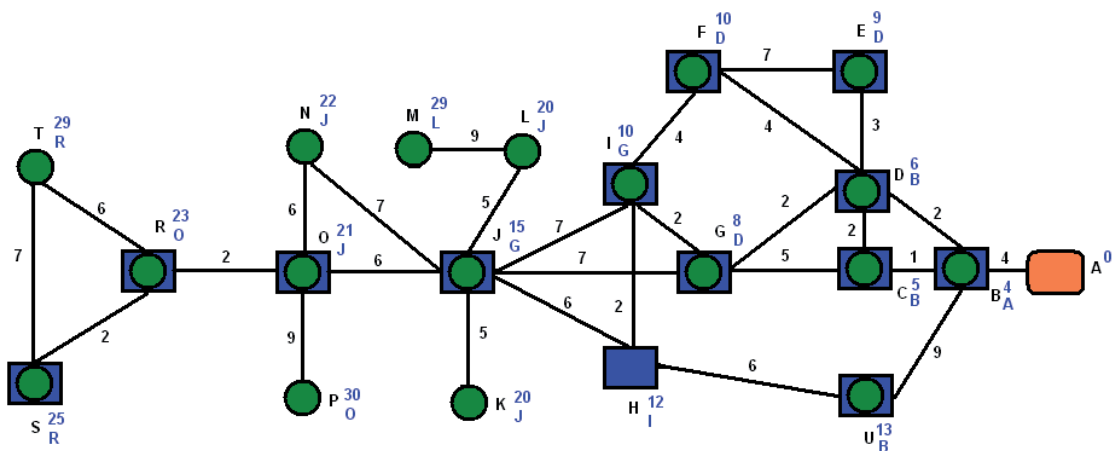 F 10 D
7
E 9 D
N 22 J
M 29 L
9
L 20 J
T 29 R
I 10 G
4
4
3
D 6 B
6
6
7
5
7
2
G 8 D
2
2
2
7
R 23 O
2
O 21 J
6
J 15 G
7
5
1
4
A 0
C 5 B
B 4 A
6
2
2
9
5
6
9
P 30 O
K 20 J
H 12 I
U 13 B
S 25 R